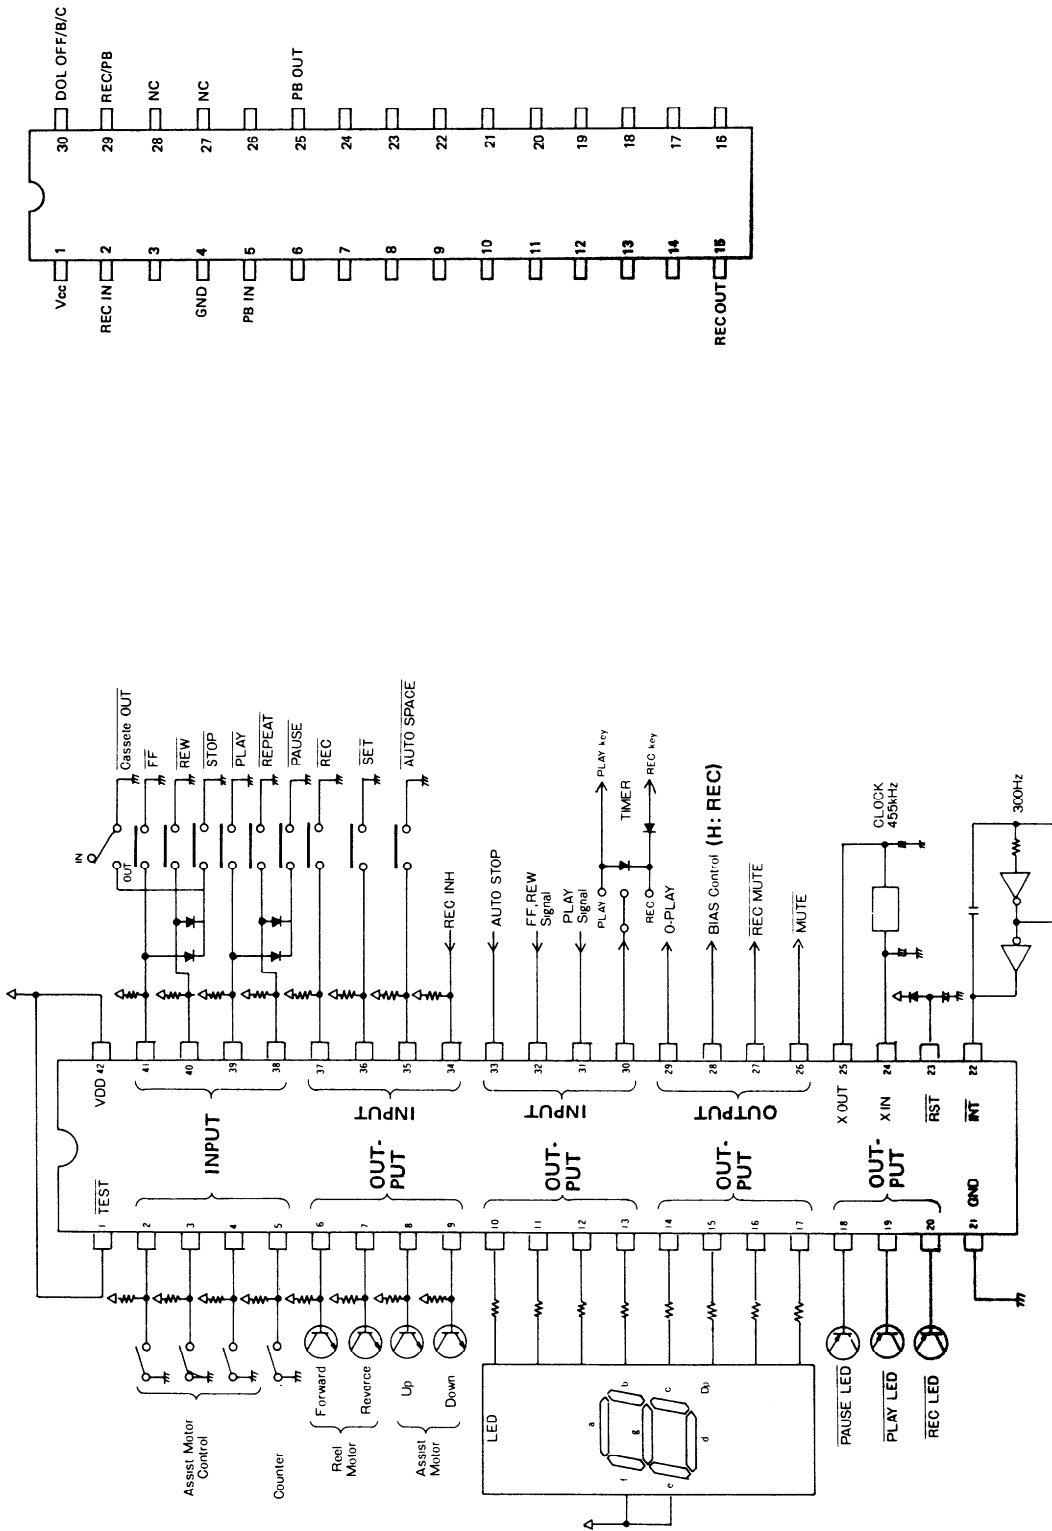 DOL OFF/B/C
REC/PB
NC
NC
PB OUT
30
29
28
27
26
25
24
23
22
21
20
19
18
17
16
1
2
3
4
5
6
7
8
9
10
11
12
13
14
15
Vcc
REC IN
GND
PB IN
REC OUT
Cassete OUT
FF
REW
STOP
PLAY
REPEAT
PAUSE
REC
SET
AUTO SPACE
IN
OUT
REC INH
AUTO STOP
FF, REW
Signal
PLAY
Signal
PLAY
REC
PLAY key
TIMER
REC key
O-PLAY
BIAS Control (H: REC)
REC MUTE
MUTE
CLOCK
455kHz
300Hz
42
41
40
39
38
37
36
35
34
33
32
31
30
29
28
27
26
25
24
23
22
VDD
INPUT
INPUT
INPUT
OUTPUT
X OUT
X IN
RST
INT
TEST
OUT-
PUT
OUT-
PUT
OUT-
PUT
OUT-
PUT
GND
1
2
3
4
5
6
7
8
9
10
11
12
13
14
15
16
17
18
19
20
21
Assist Motor
Control
Counter
Forward
Reverce
Reel
Motor
Up
Down
Assist
Motor
LED
a
b
c
d
e
f
g
Dp
PAUSE LED
PLAY LED
REC LED